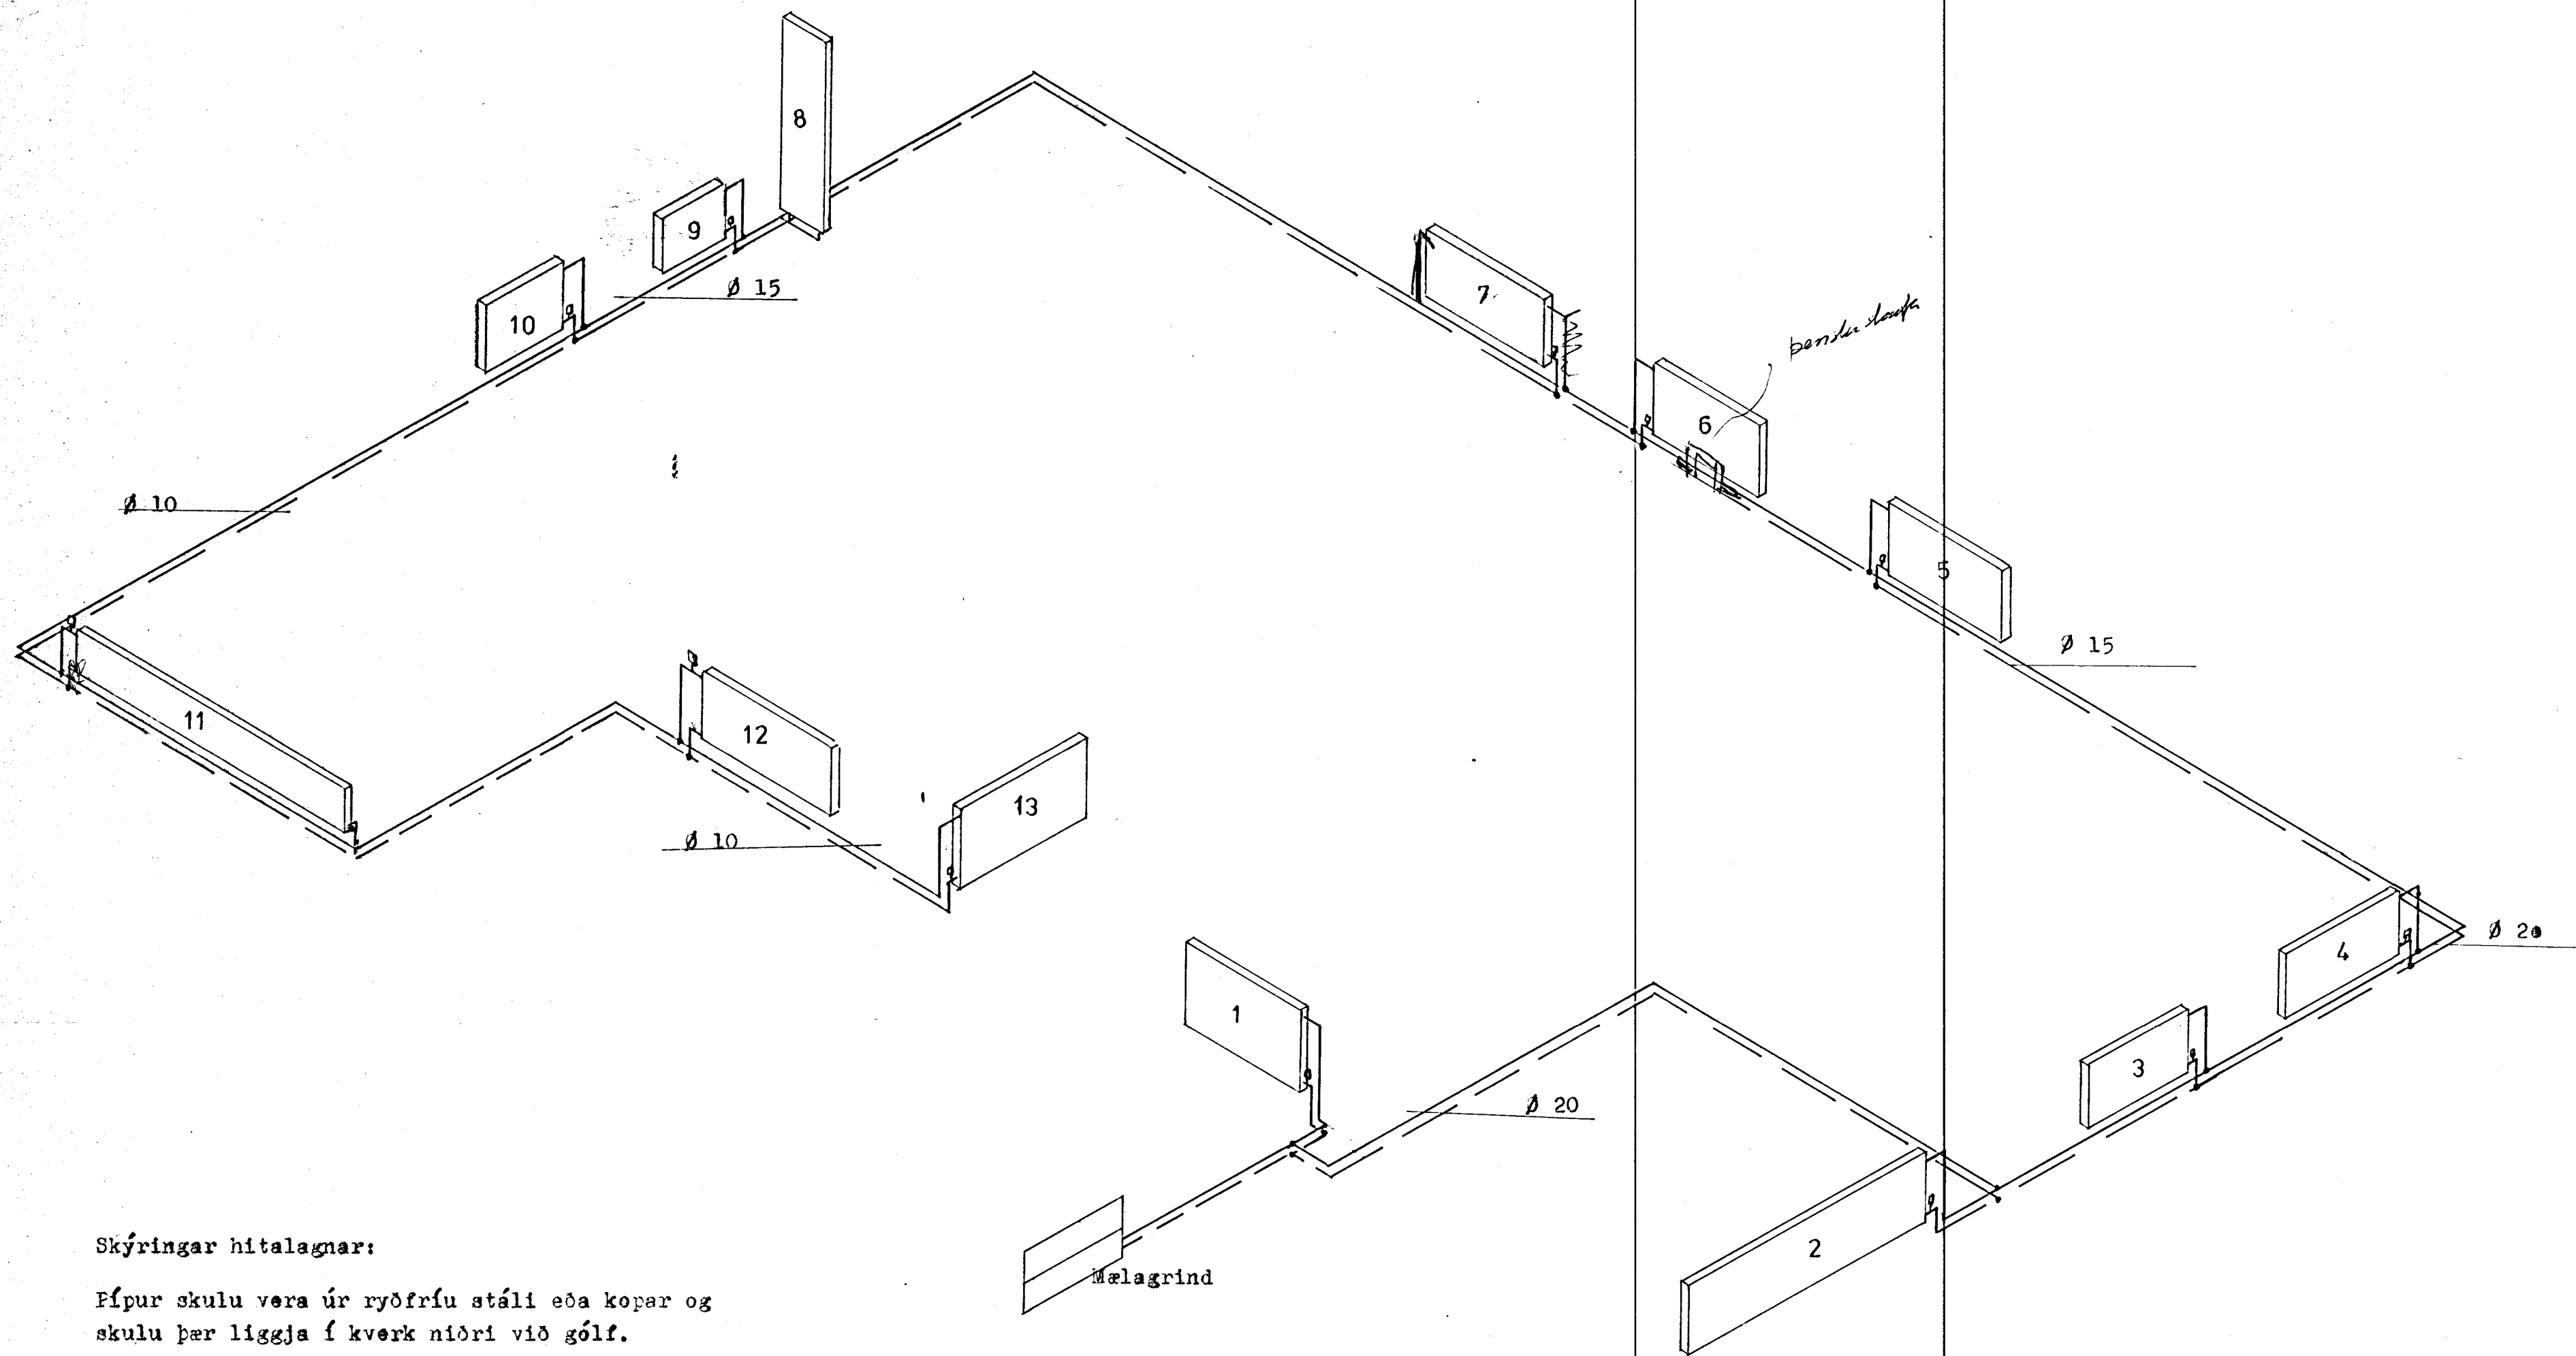 8
9
Ø 15
10
7
þenslu
6
Ø 10
5
Ø 15
11
12
13
Ø 10
4
Ø 20
1
3
Ø 20
2
Mælagrind
Skýringar hitalagnar:
Pípur skulu vera úr ryðfríu stáli eða kopar og
skulu þær liggja í kverk niðri við gólf.